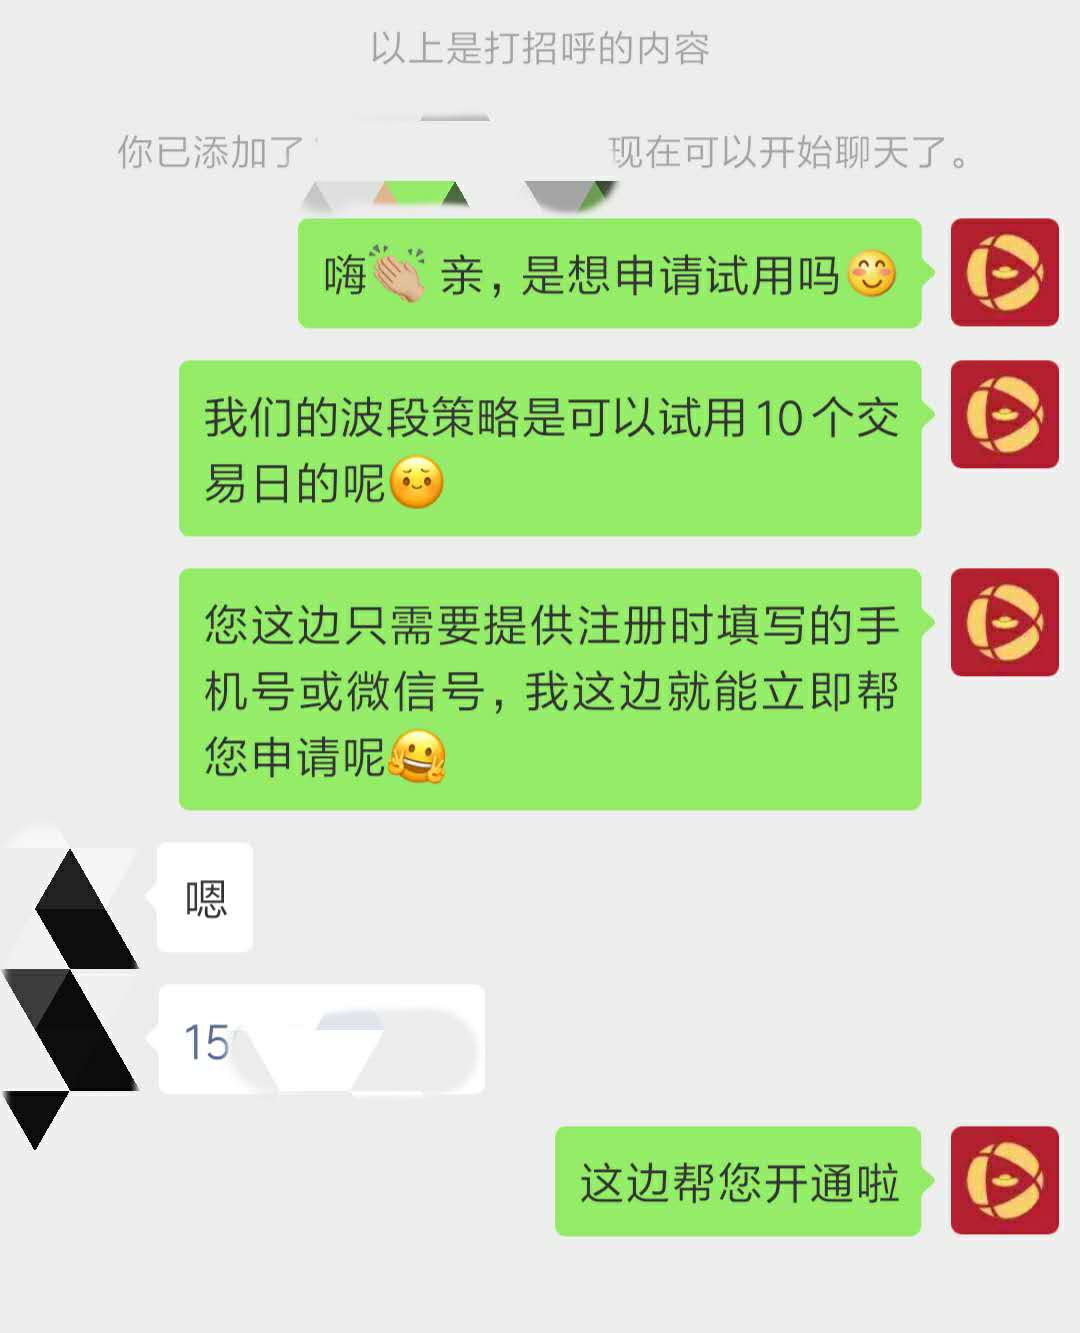 以上是打招呼的内容
你已添加了 现在可以开始聊天了。
嗨👏🏼 亲，是想申请试用吗😊
我们的波段策略是可以试用10个交
易日的呢
您这边只需要提供注册时填写的手
机号或微信号，我这边就能立即帮
您申请呢
嗯
15
这边帮您开通啦